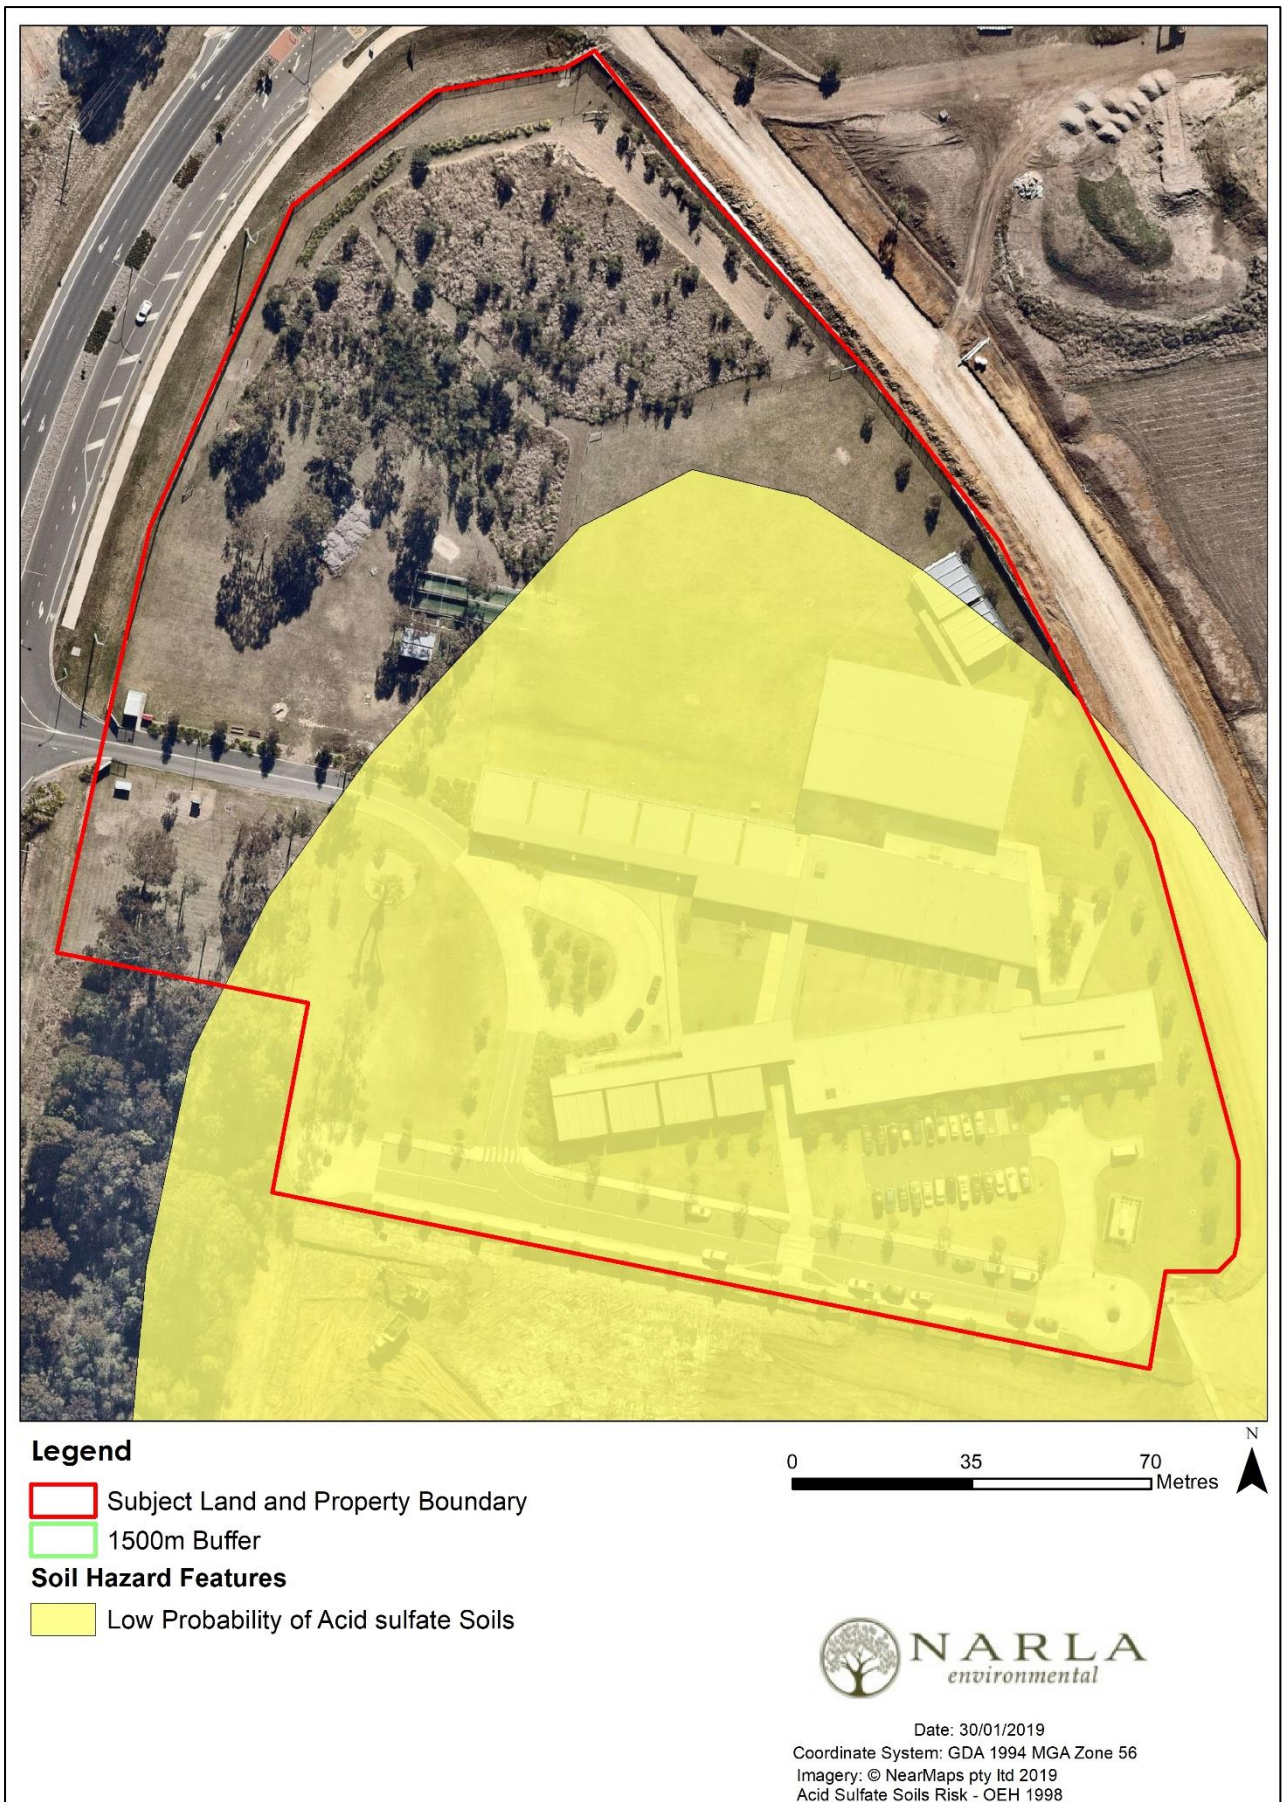 Legend
Subject Land and Property Boundary
1500m Buffer
Soil Hazard Features
Low Probability of Acid sulfate Soils
0 35 70
Metres
N
NARLA
environmental
Date: 30/01/2019
Coordinate System: GDA 1994 MGA Zone 56
Imagery: © NearMaps pty ltd 2019
Acid Sulfate Soils Risk - OEH 1998